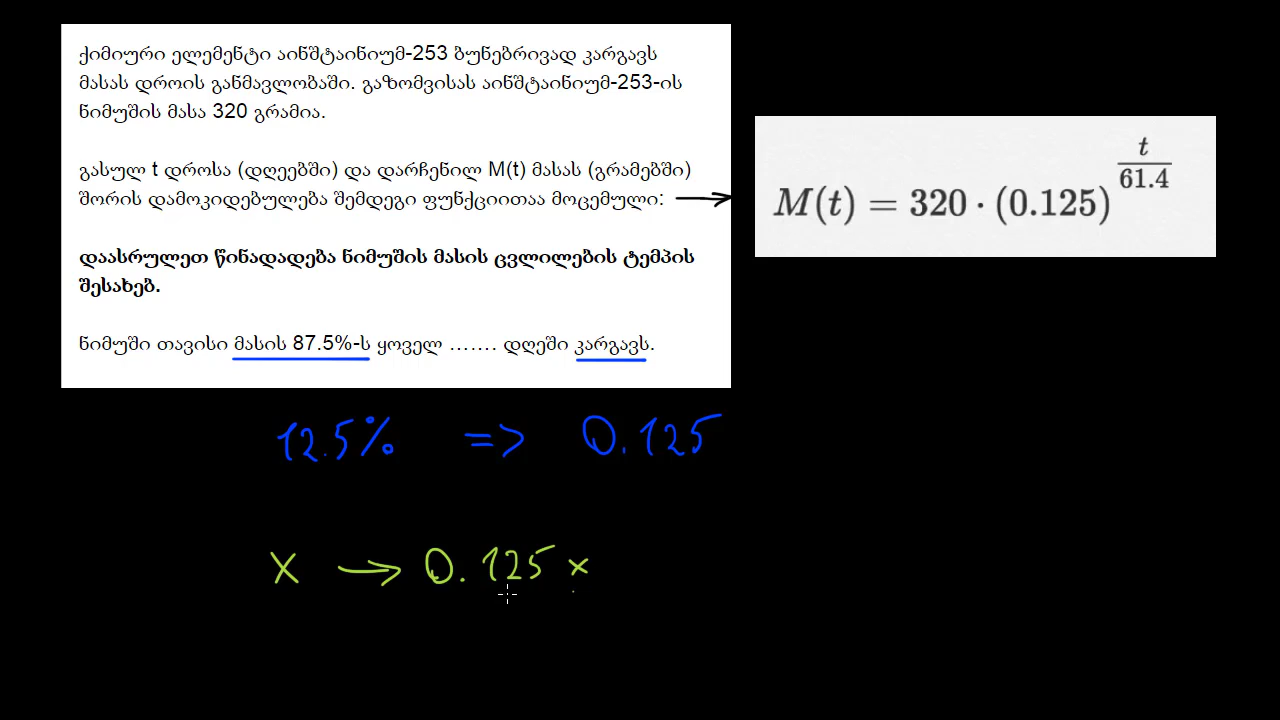 ქიმიური ელემენტი აინშტაინიუმ-253 ბუნებრივად კარგავს
მასას დროის განმავლობაში. გაზომვისას აინშტაინიუმ-253-ის
ნიმუშის მასა 320 გრამია.
გასულ t დროსა (დღეებში) და დარჩენილ M(t) მასას (გრამებში)
შორის დამოკიდებულება შემდეგი ფუნქციითაა მოცემული:
M(t) = 320 · (0.125)^(t/61.4)
დაასრულეთ წინადადება ნიმუშის მასის ცვლილების ტემპის
შესახებ.
ნიმუში თავისი მასის 87.5%-ს ყოველ ....... დღეში კარგავს.
12.5% => 0.125
x → 0.125 x